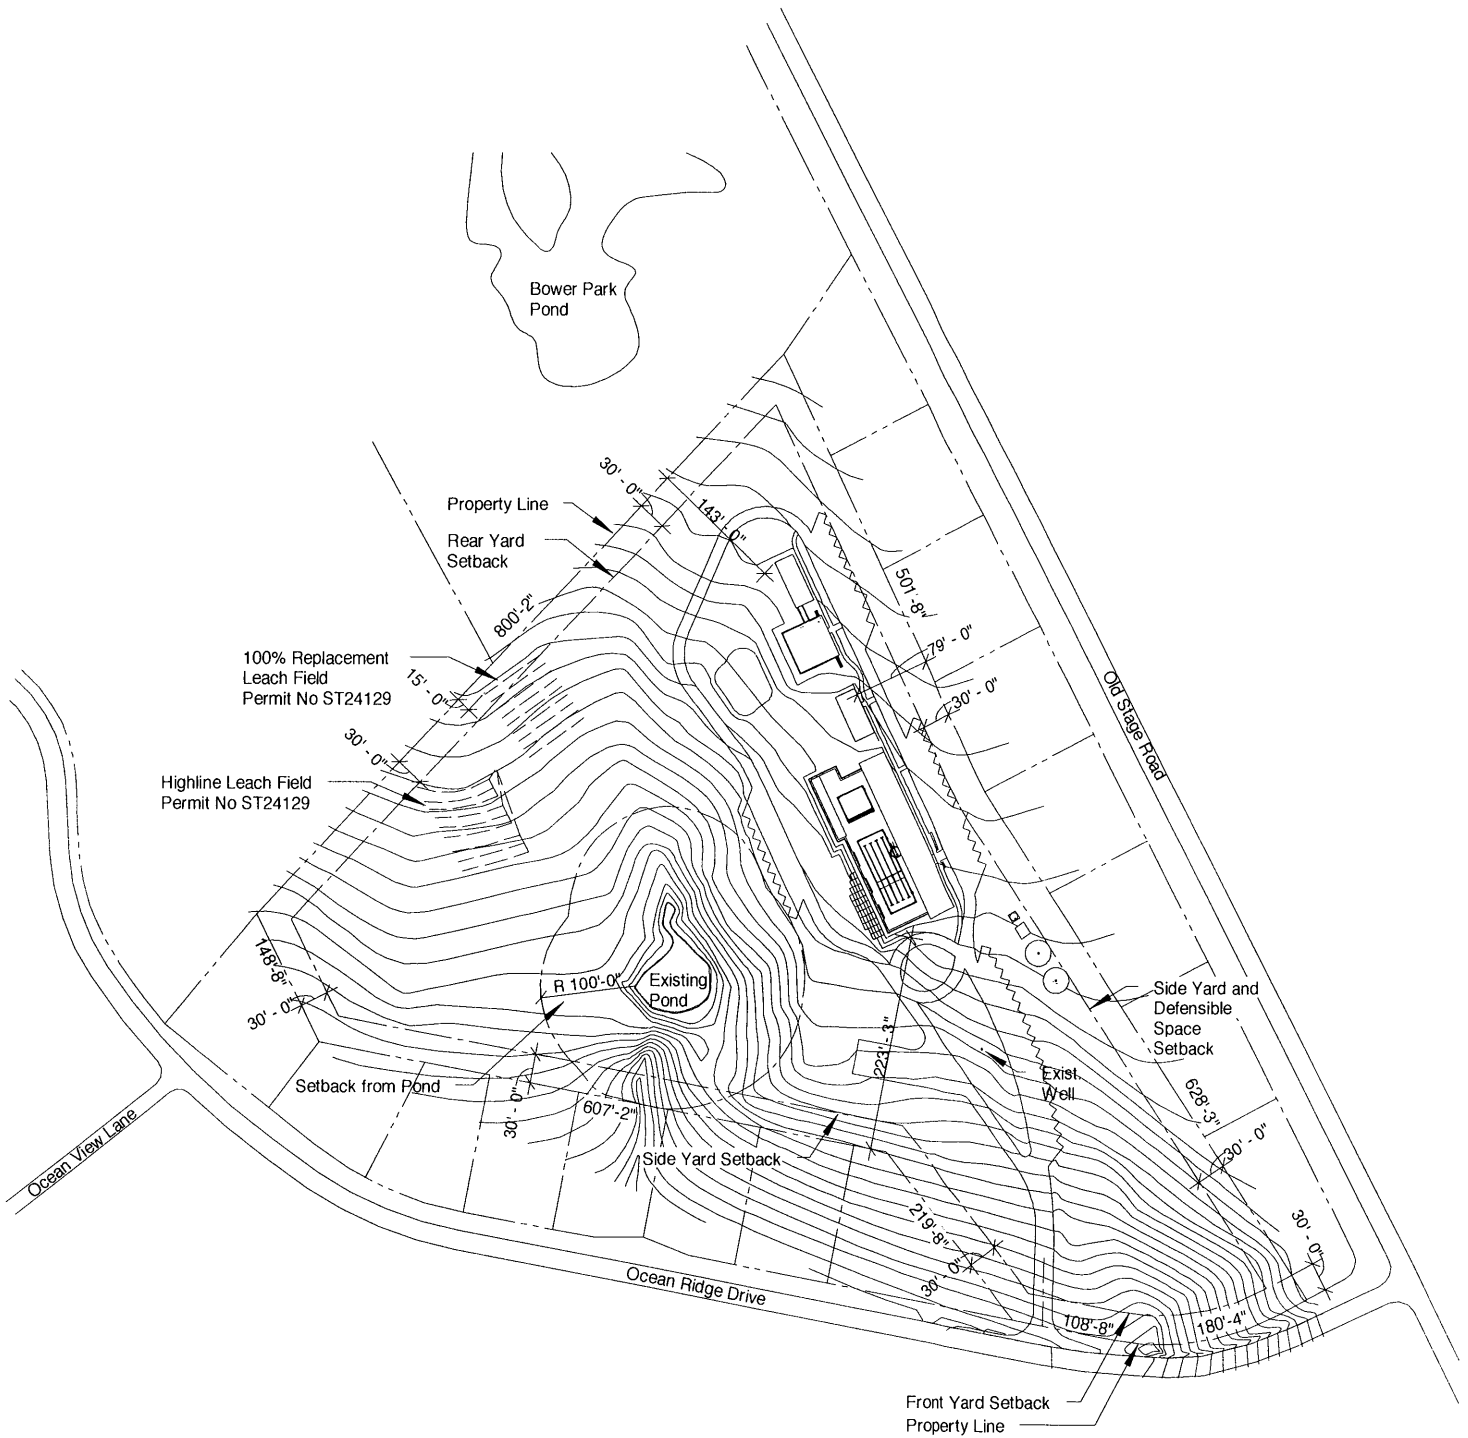 Bower Park
Pond
30' - 0"
Property Line
143' - 0"
Rear Yard
Setback
501'-8"
800'-2"
79' - 0"
100% Replacement
Leach Field
Permit No ST24129
15' - 0"
30' - 0"
Old Stage Road
30' - 0"
Highline Leach Field
Permit No ST24129
148'-8"
R 100'-0"
Existing
Pond
30' - 0"
Side Yard and
Defensible
Space
Setback
223' - 3"
Exist.
Well
Setback from Pond
30' - 0"
607'-2"
628'-3"
Ocean View Lane
Side Yard Setback
30' - 0"
219'-8"
30' - 0"
30' - 0"
Ocean Ridge Drive
108'-8"
180'-4"
Front Yard Setback
Property Line